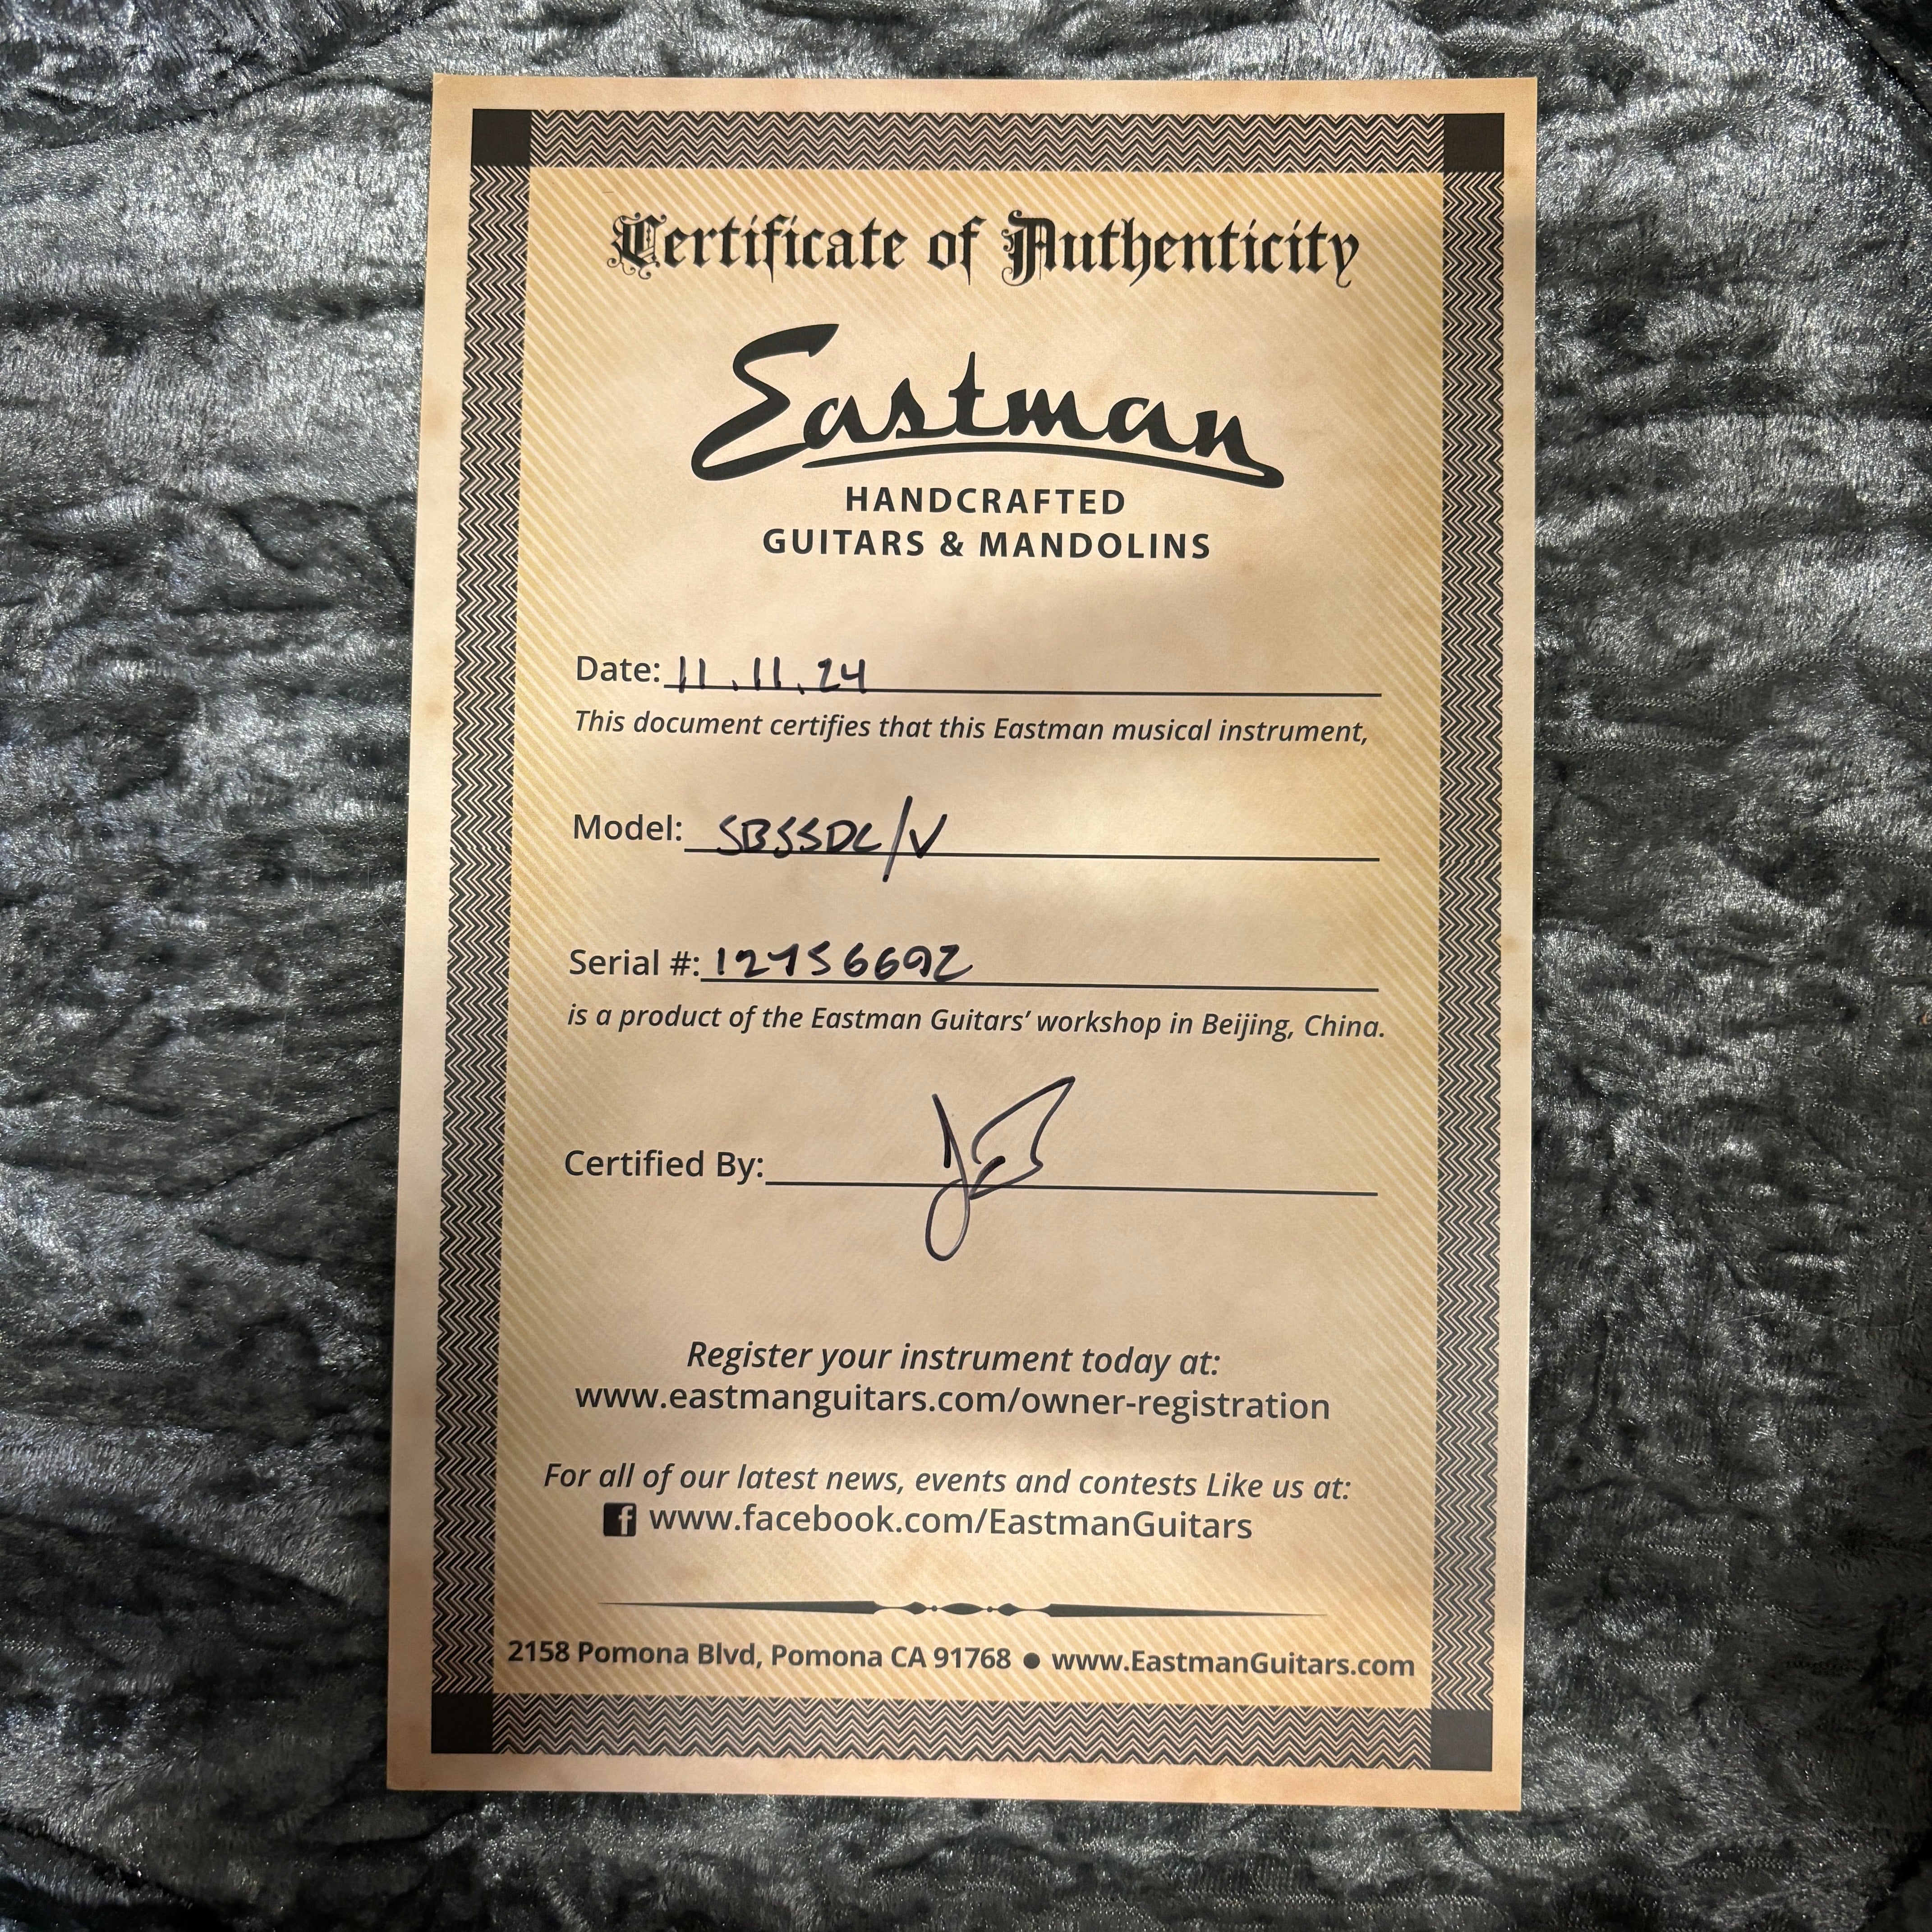 Certificate of Authenticity
Eastman
HANDCRAFTED
GUITARS & MANDOLINS
Date: 11.11.24
This document certifies that this Eastman musical instrument,
Model: SB55DC/V
Serial #: 12756692
is a product of the Eastman Guitars’ workshop in Beijing, China.
Certified By:
Register your instrument today at:
www.eastmanguitars.com/owner-registration
For all of our latest news, events and contests Like us at:
f www.facebook.com/EastmanGuitars
2158 Pomona Blvd, Pomona CA 91768 ● www.EastmanGuitars.com